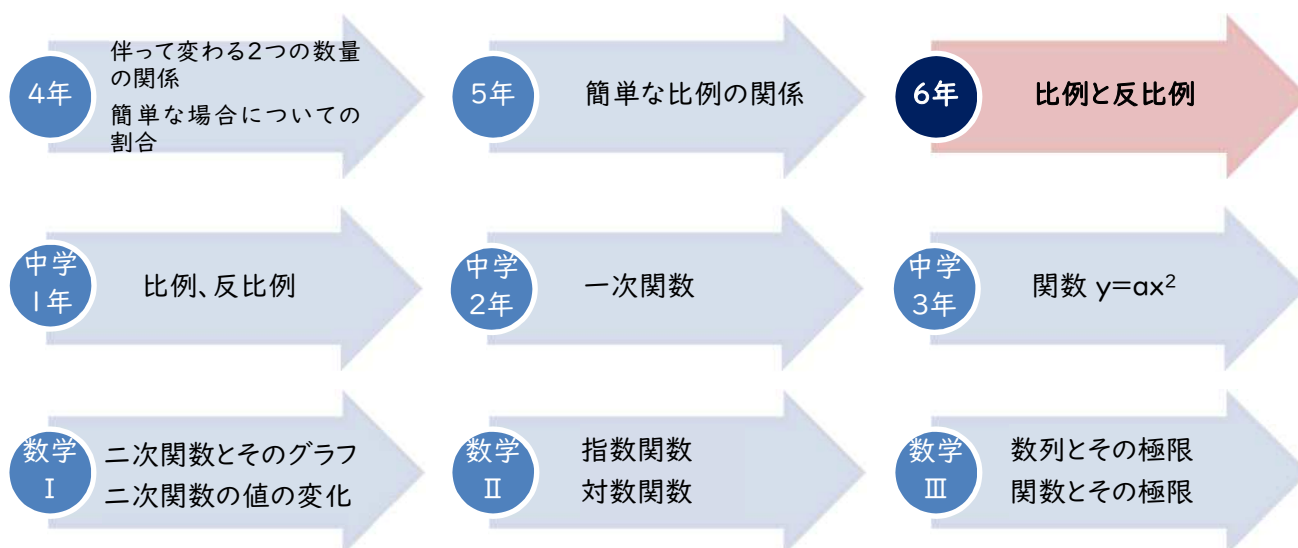 4年
伴って変わる2つの数量
の関係
簡単な場合についての
割合
5年
簡単な比例の関係
6年
比例と反比例
中学
1年
比例、反比例
中学
2年
一次関数
中学
3年
関数 y=ax²
数学
Ⅰ
二次関数とそのグラフ
二次関数の値の変化
数学
Ⅱ
指数関数
対数関数
数学
Ⅲ
数列とその極限
関数とその極限